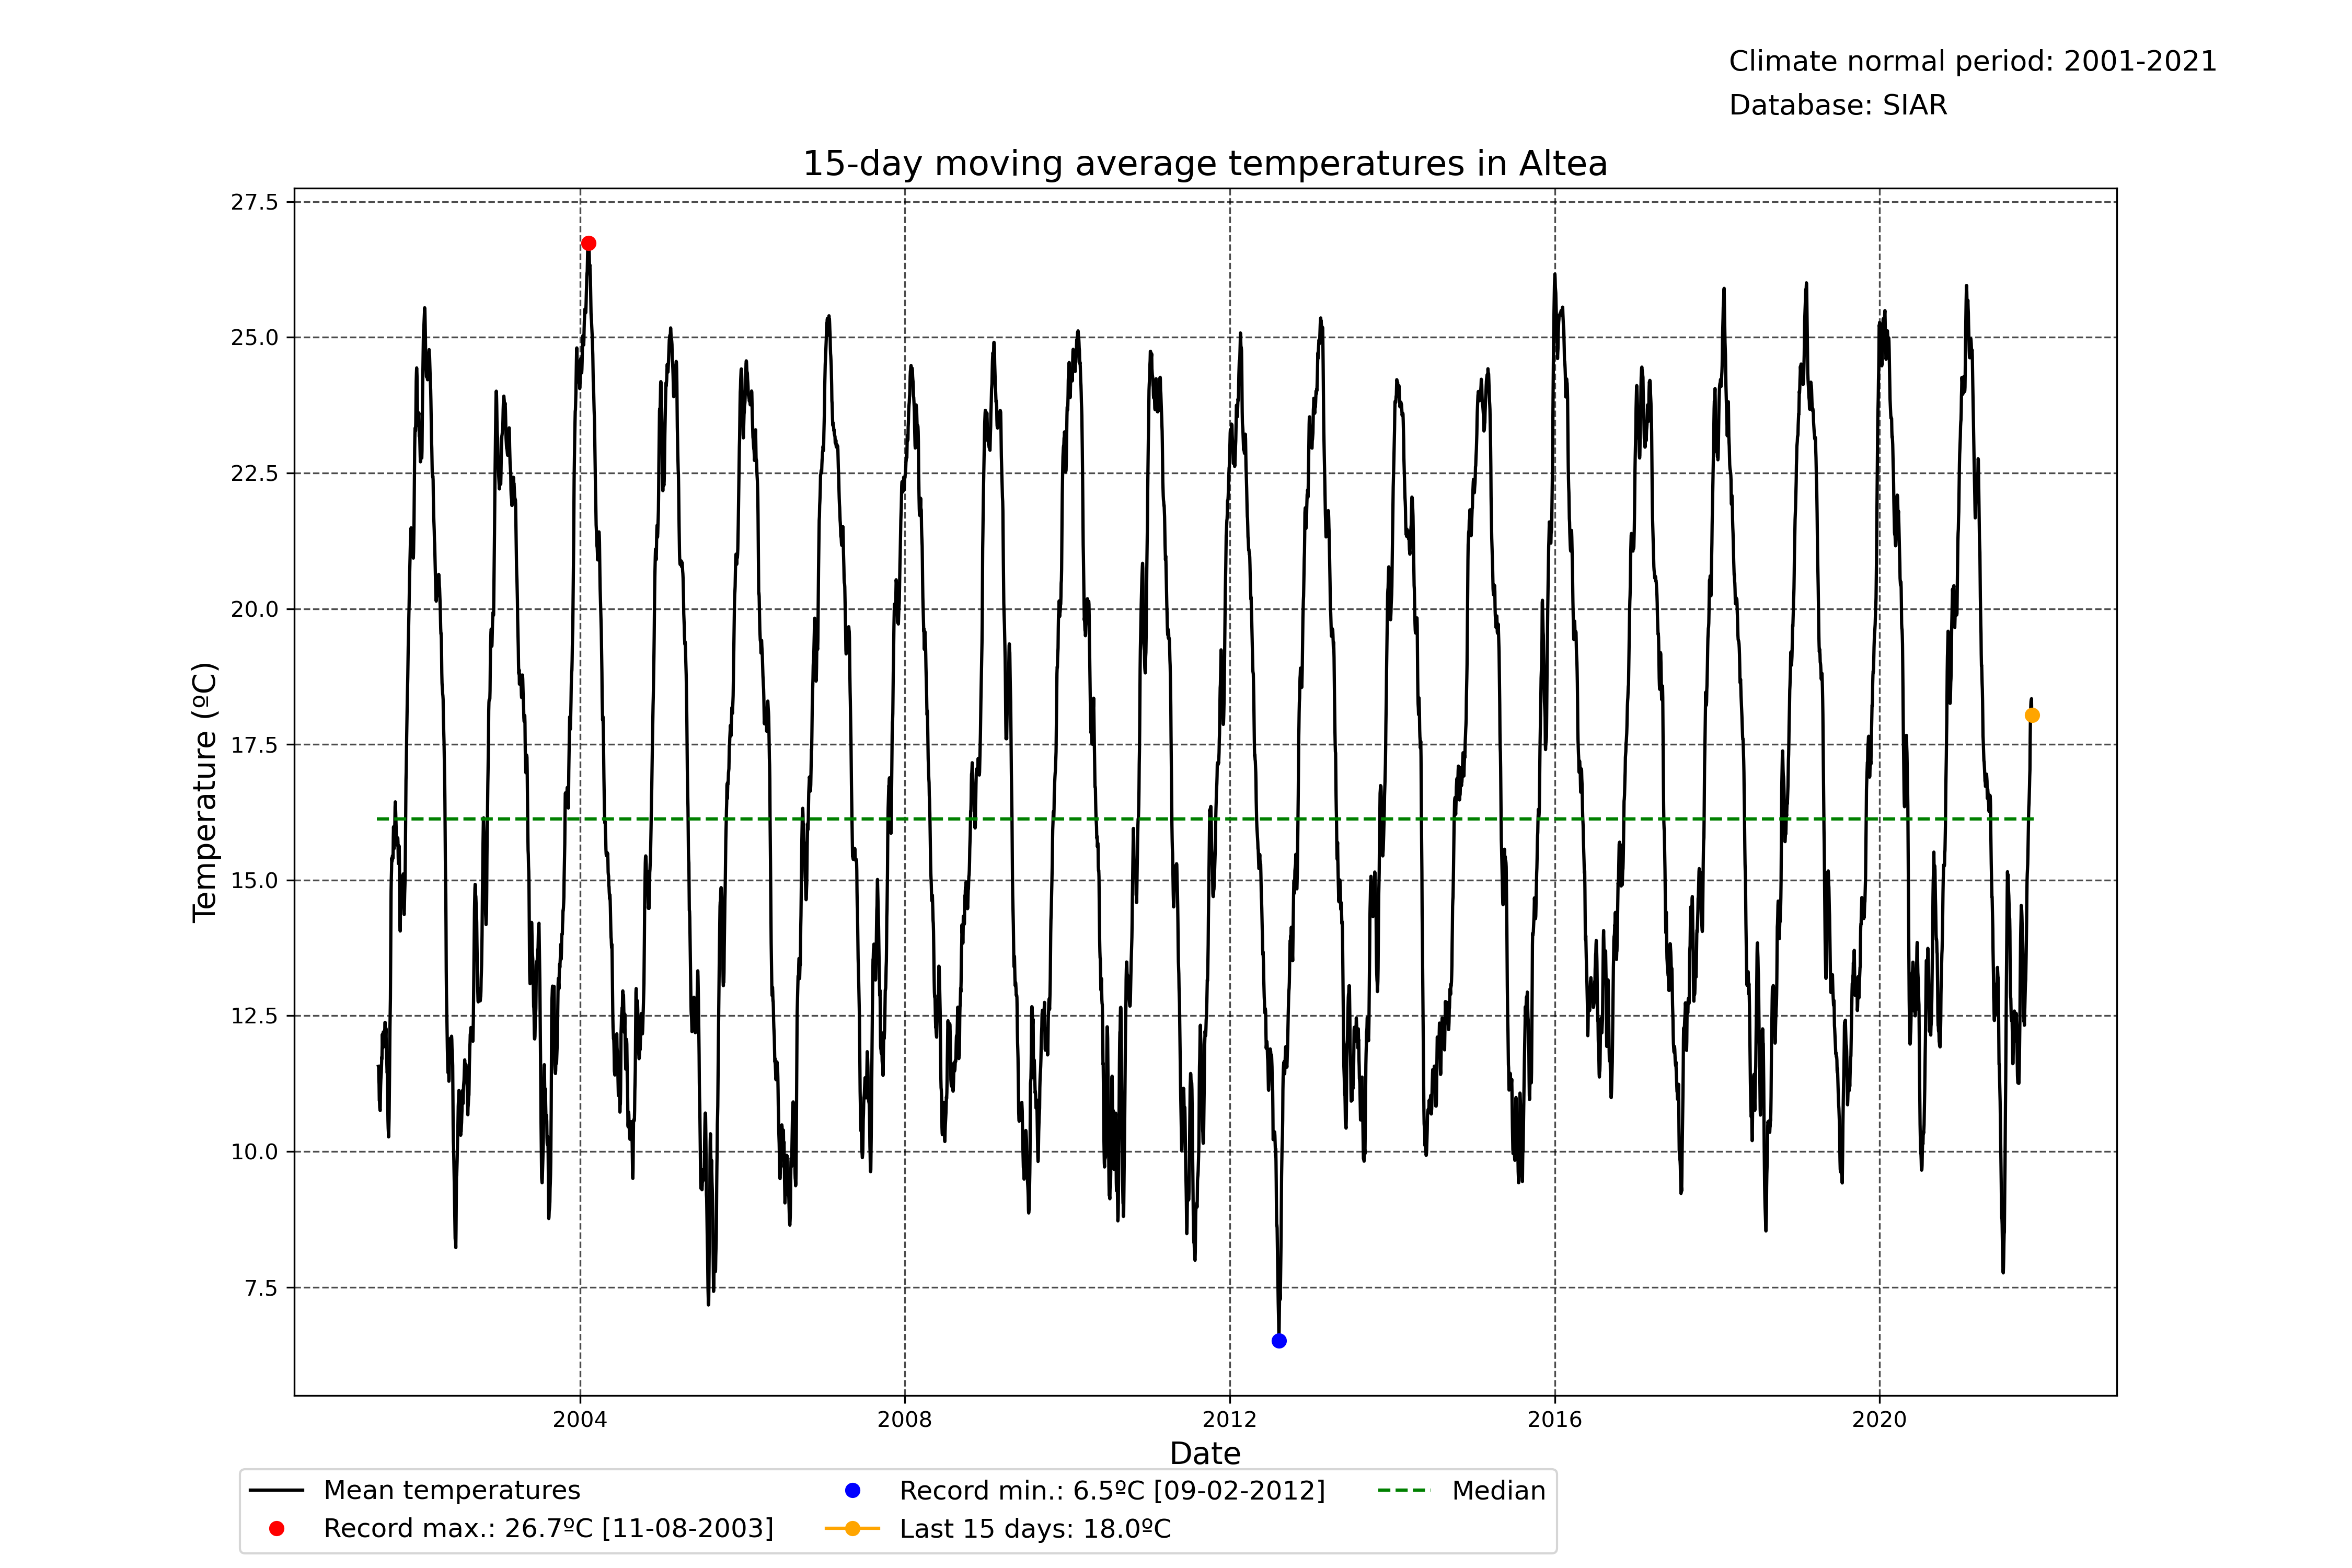 Climate normal period: 2001-2021
Database: SIAR
15-day moving average temperatures in Altea
27.5
25.0
22.5
20.0
17.5
15.0
12.5
10.0
7.5
Temperature (ºC)
2004 2008 2012 2016 2020
Date
Mean temperatures
Record max.: 26.7ºC [11-08-2003]
Record min.: 6.5ºC [09-02-2012]
Last 15 days: 18.0ºC
Median